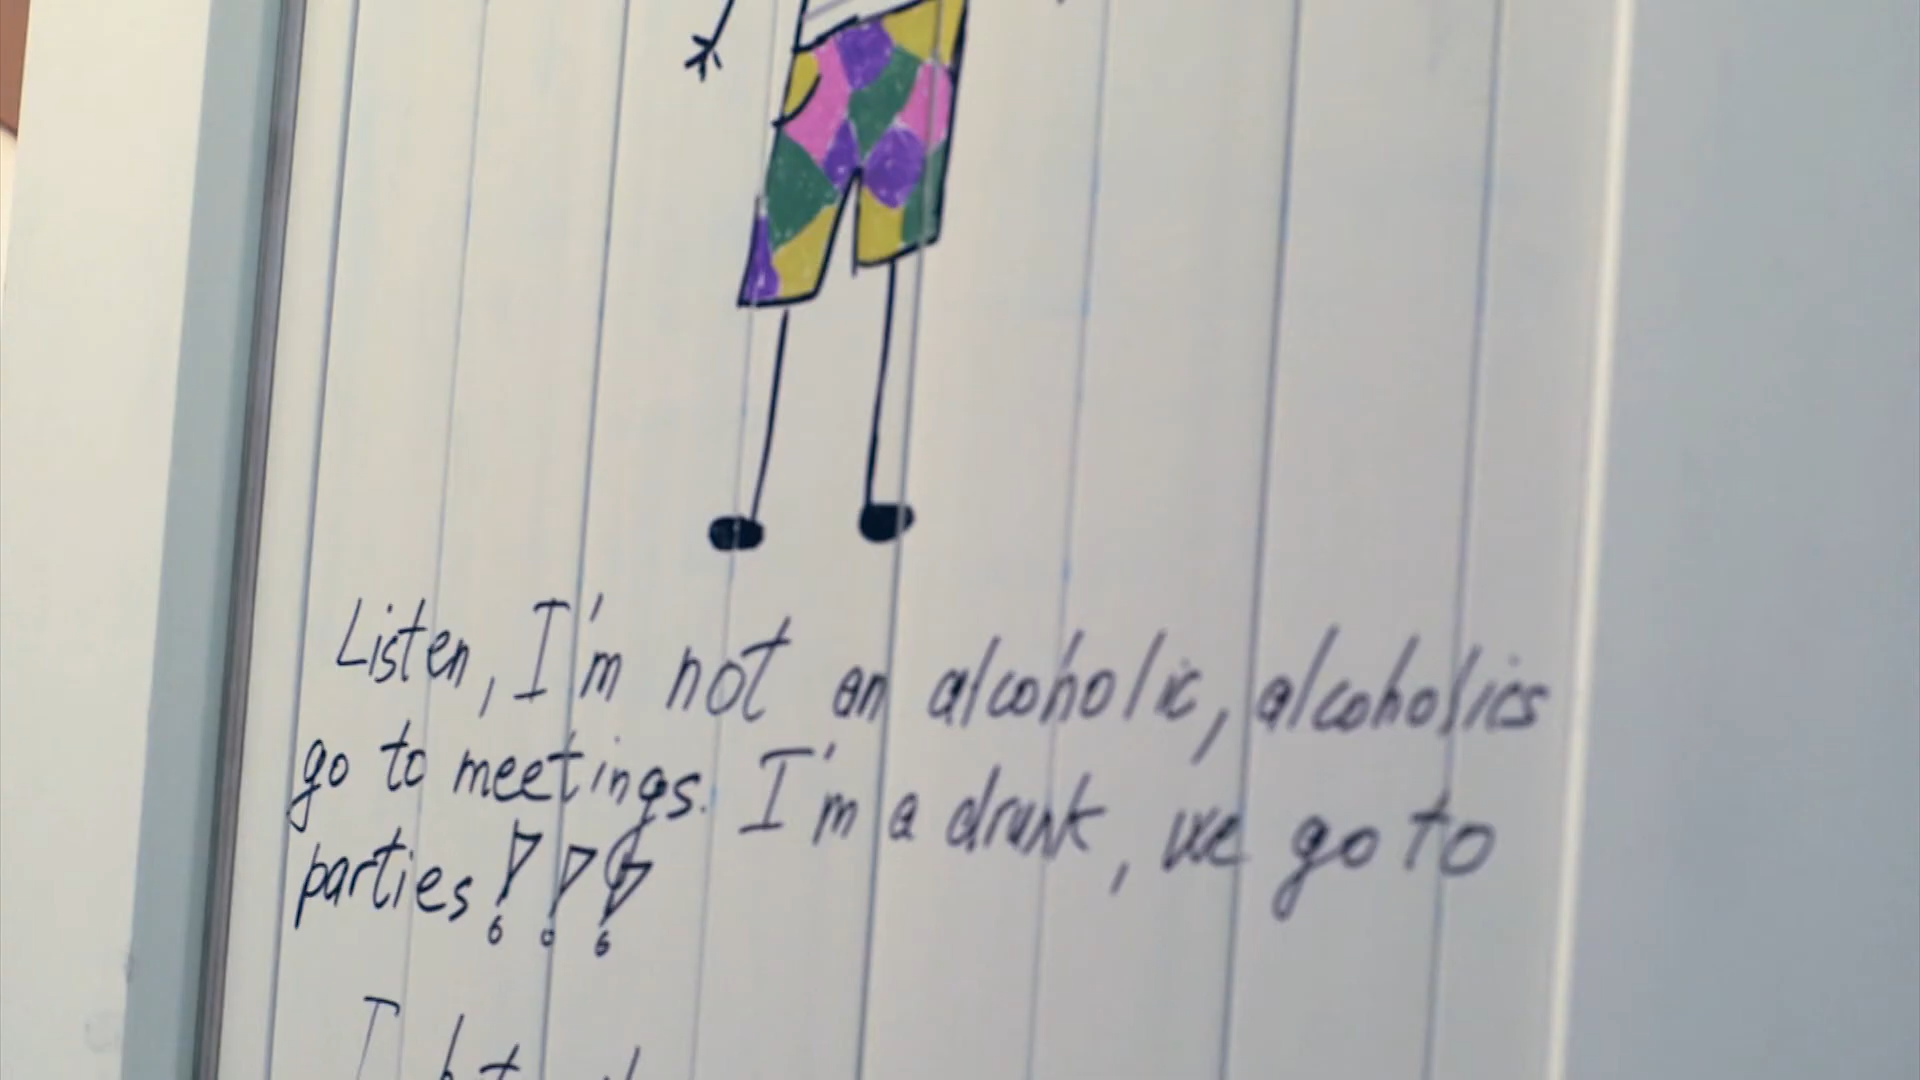 Listen, I'm not an alcoholic, alcoholics
go to meetings. I'm a drunk, we go to
parties!!!